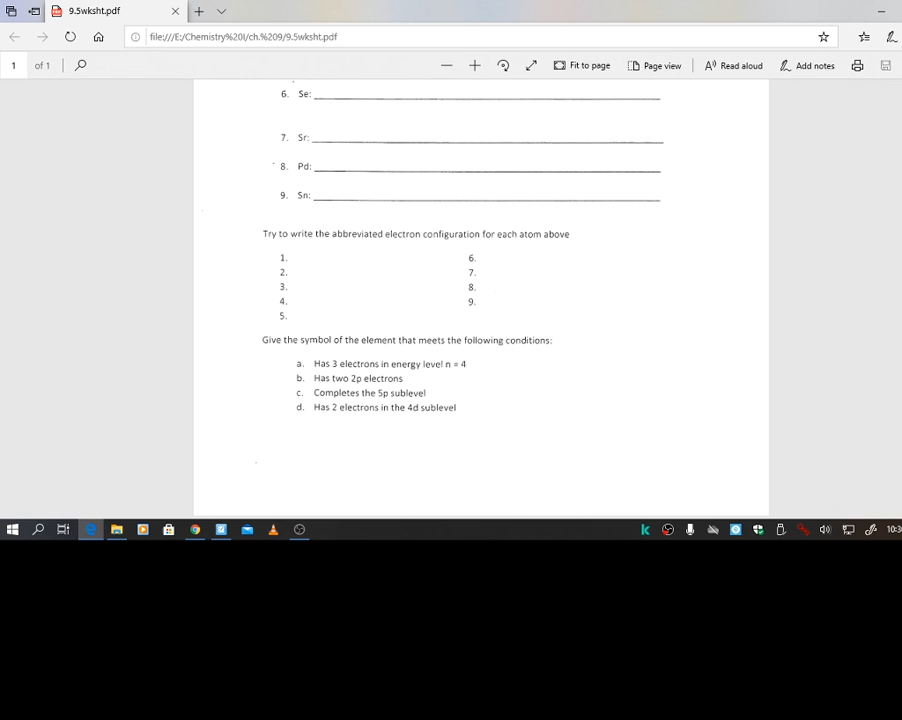 9.5wksht.pdf
file:///E:/Chemistry%20I/ch.%209/9.5wksht.pdf
1 of 1 Fit to page Page view Read aloud Add notes
6. Se:
7. Sr:
8. Pd:
9. Sn:
Try to write the abbreviated electron configuration for each atom above
1. 6.
2. 7.
3. 8.
4. 9.
5.
Give the symbol of the element that meets the following conditions:
a. Has 3 electrons in energy level n = 4
b. Has two 2p electrons
c. Completes the 5p sublevel
d. Has 2 electrons in the 4d sublevel